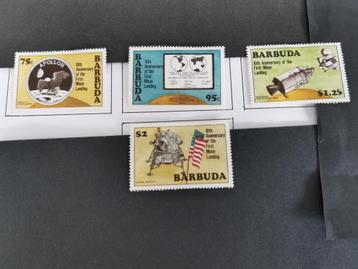 75c
APOLLO 11
10th Anniversary
of the
First Moon
Landing
BARBUDA
BARBUDA
10th
Anniversary
of the
First Moon
Landing
95c
BARBUDA
10th
Anniversary
of the
First Moon
Landing
$1.25
$2
10th Anniversary
of the
First Moon
Landing
BARBUDA